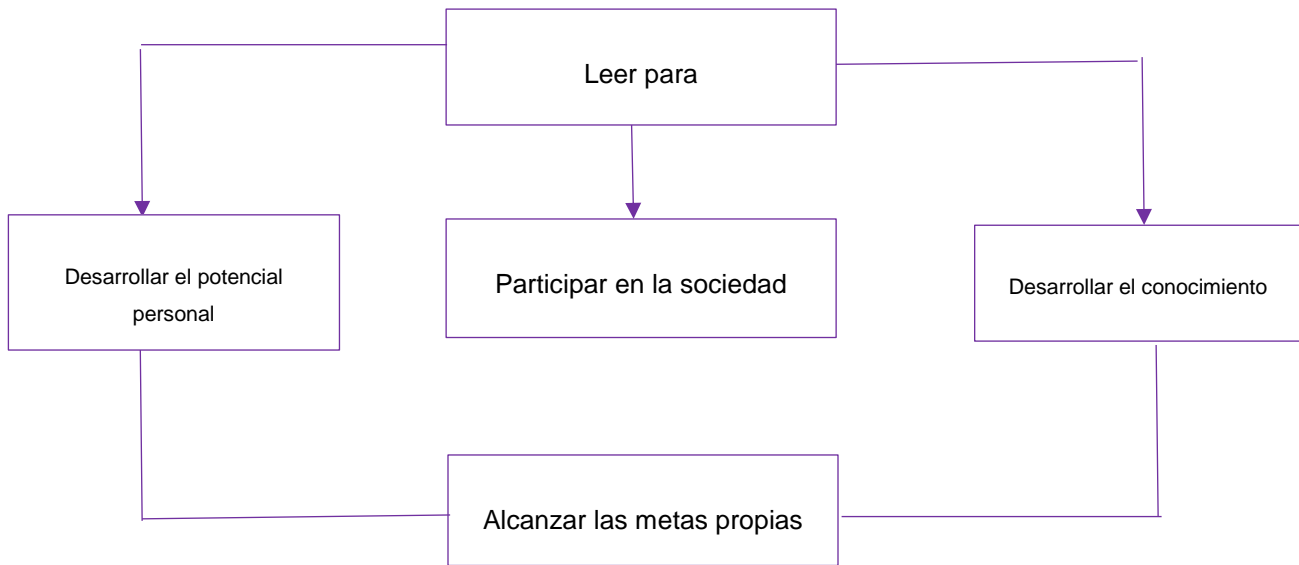 Leer para
Desarrollar el potencial
personal
Participar en la sociedad
Desarrollar el conocimiento
Alcanzar las metas propias